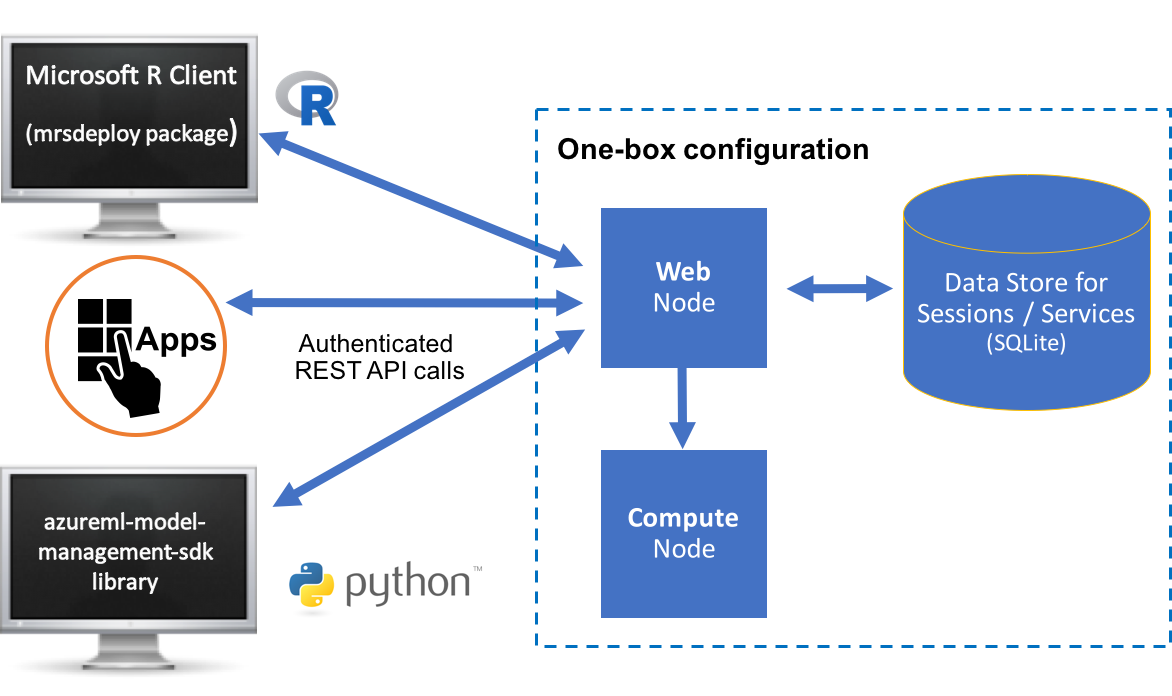 Microsoft R Client
(mrsdeploy package)
R
One-box configuration
Web
Node
Data Store for
Sessions / Services
(SQLite)
Apps
Authenticated
REST API calls
azureml-model-
management-sdk
library
python™
Compute
Node